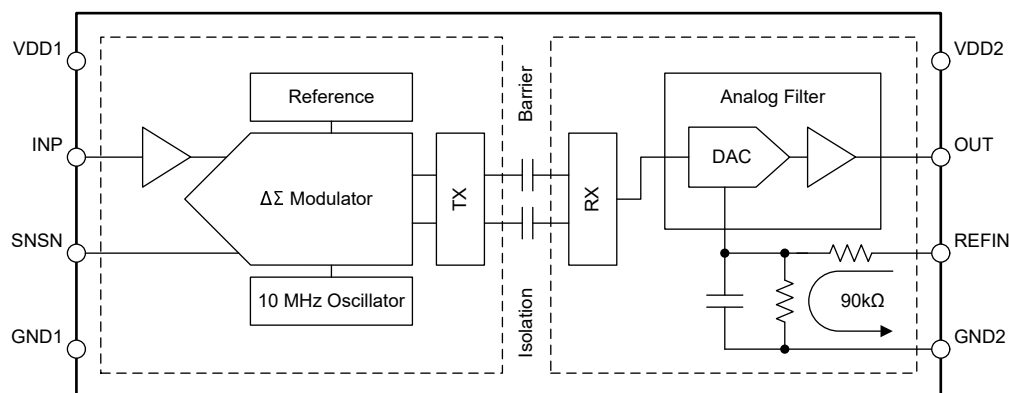 VDD1
VDD2
Reference
Barrier
Analog Filter
INP
OUT
DAC
ΔΣ Modulator
TX
RX
SNSN
REFIN
10 MHz Oscillator
Isolation
90kΩ
GND1
GND2